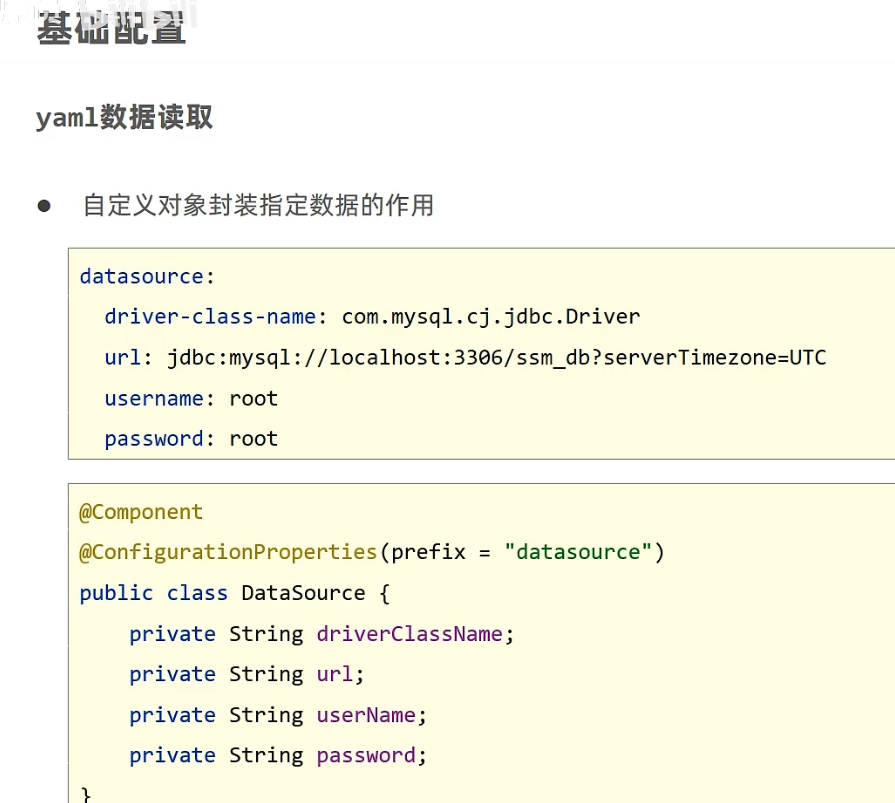 基础配置
yaml数据读取
● 自定义对象封装指定数据的作用
datasource:
driver-class-name: com.mysql.cj.jdbc.Driver
url: jdbc:mysql://localhost:3306/ssm_db?serverTimezone=UTC
username: root
password: root
@Component
@ConfigurationProperties(prefix = "datasource")
public class DataSource {
private String driverClassName;
private String url;
private String userName;
private String password;
}